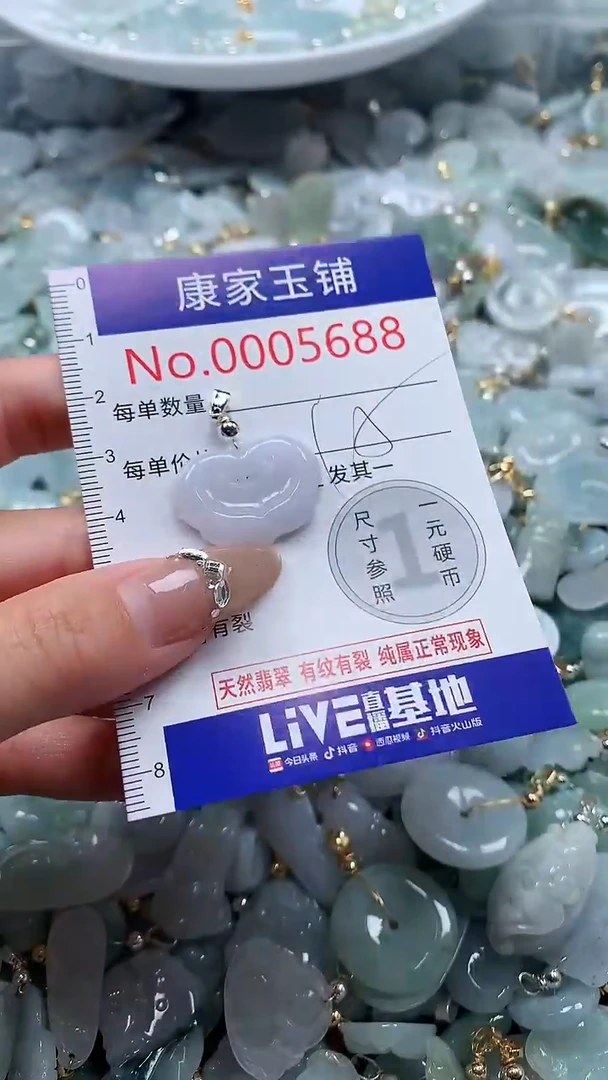 康家玉铺
No.0005688
每单数量
每单价
发其一
尺寸参照
一元硬币
1
有裂
天然翡翠 有纹有裂 纯属正常现象
LiVE直播基地
今日头条 抖音 西瓜视频 抖音火山版
0
1
2
3
4
7
8